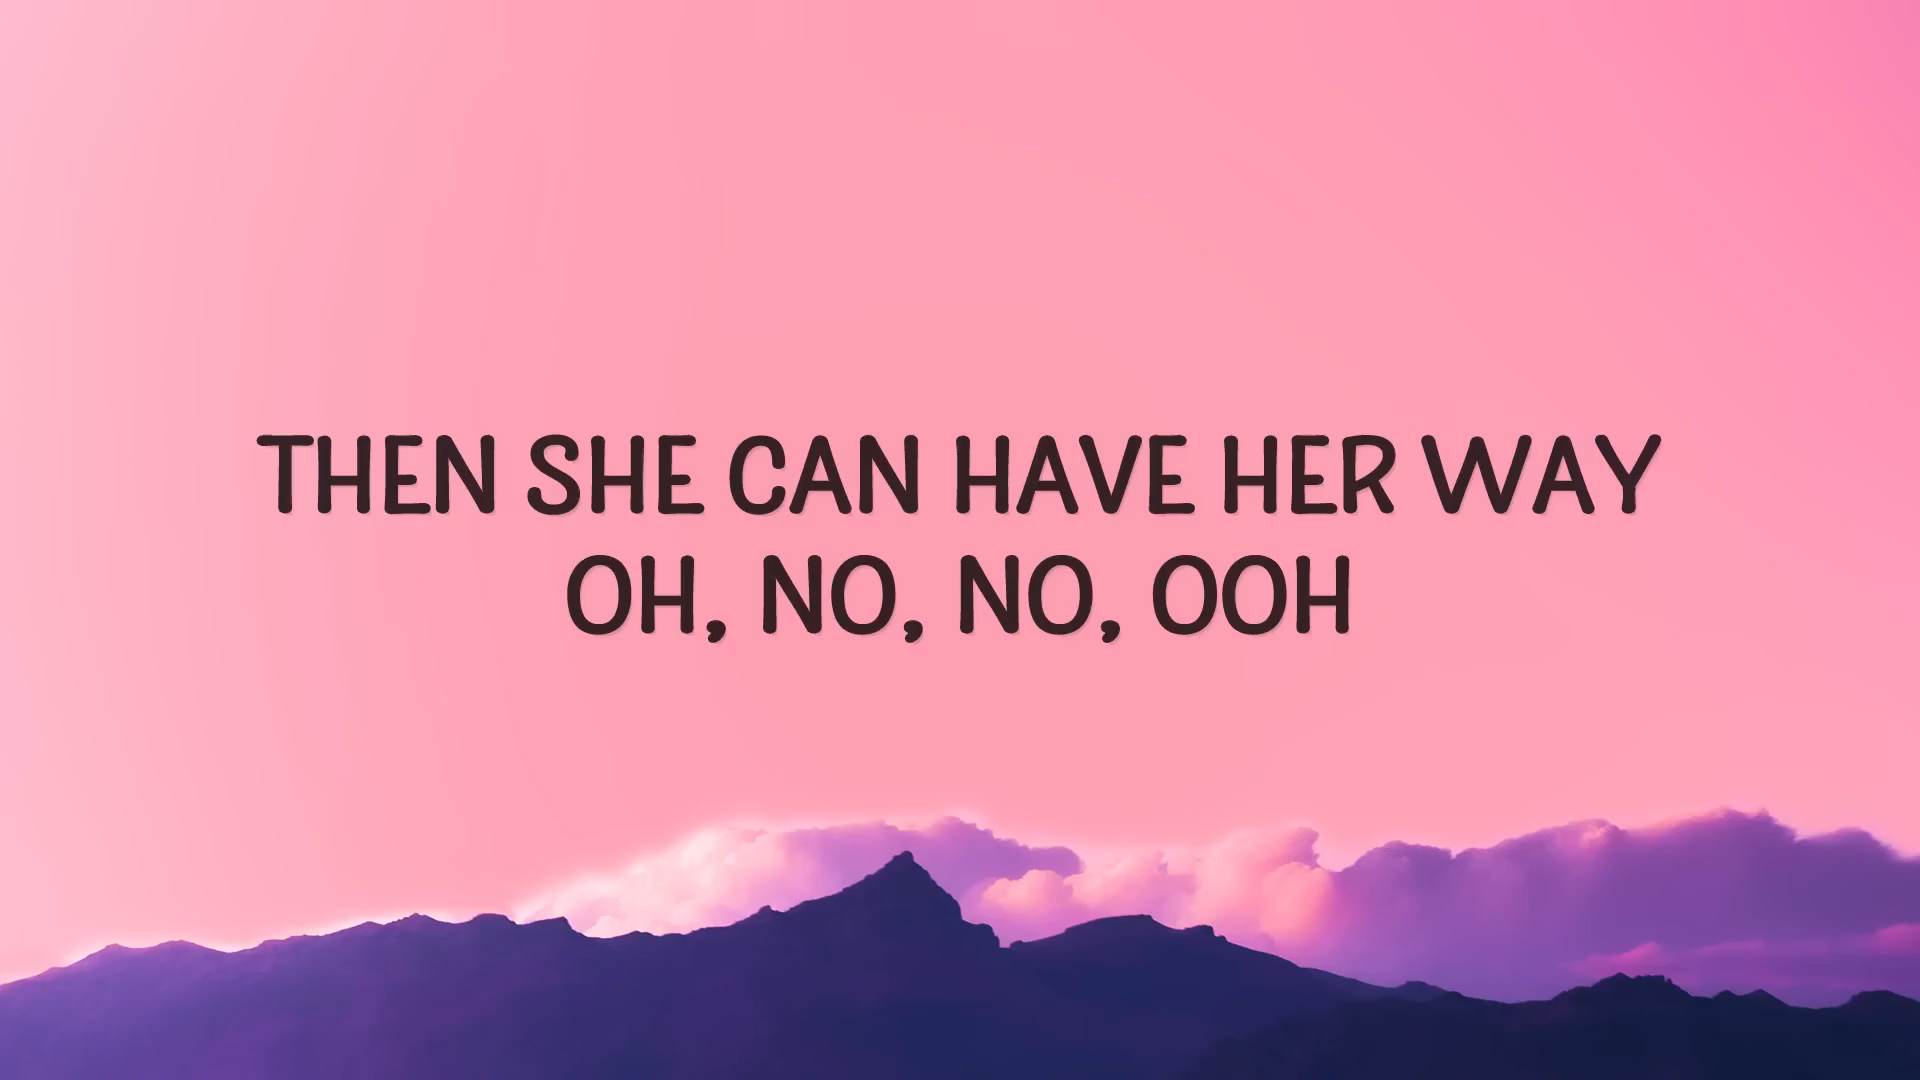 THEN SHE CAN HAVE HER WAY
OH, NO, NO, OOH